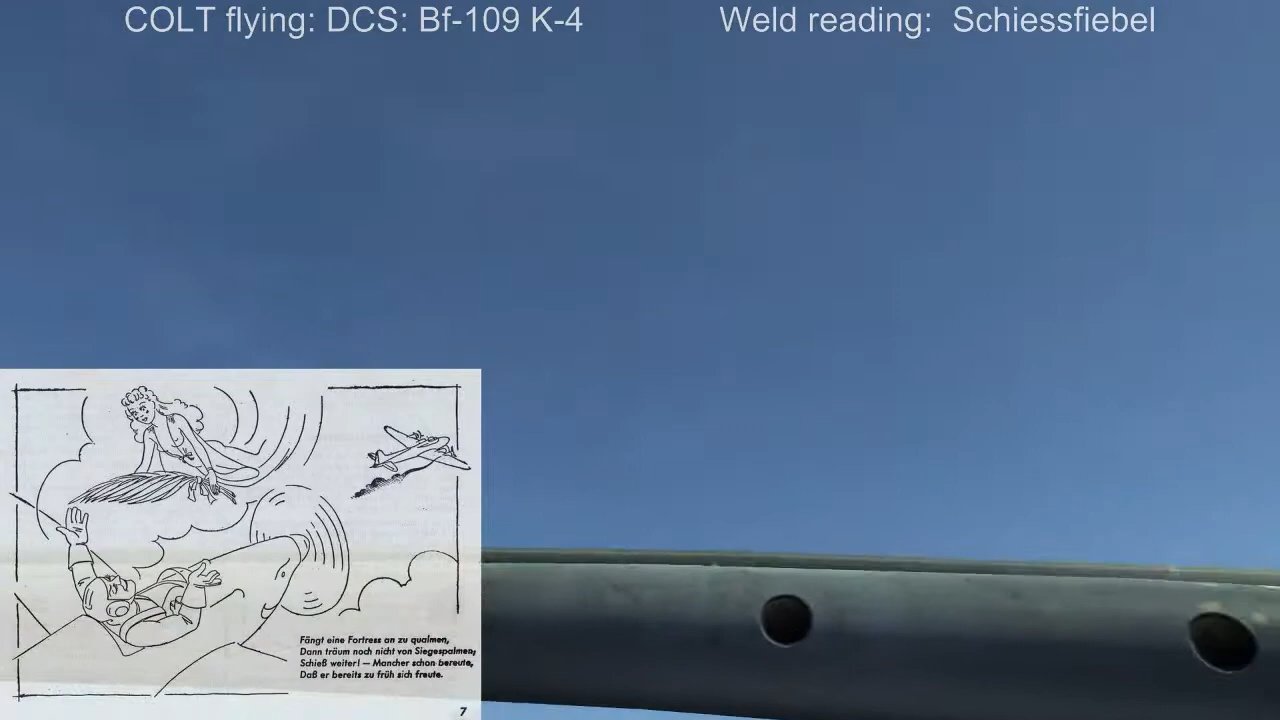 COLT flying: DCS: Bf-109 K-4
Weld reading: Schiessfiebel
Fängt eine Fortress an zu qualmen,
Dann träum noch nicht von Siegespalmen;
Schieß weiter! — Mancher schon bereute,
Daß er bereits zu früh sich freute.
7